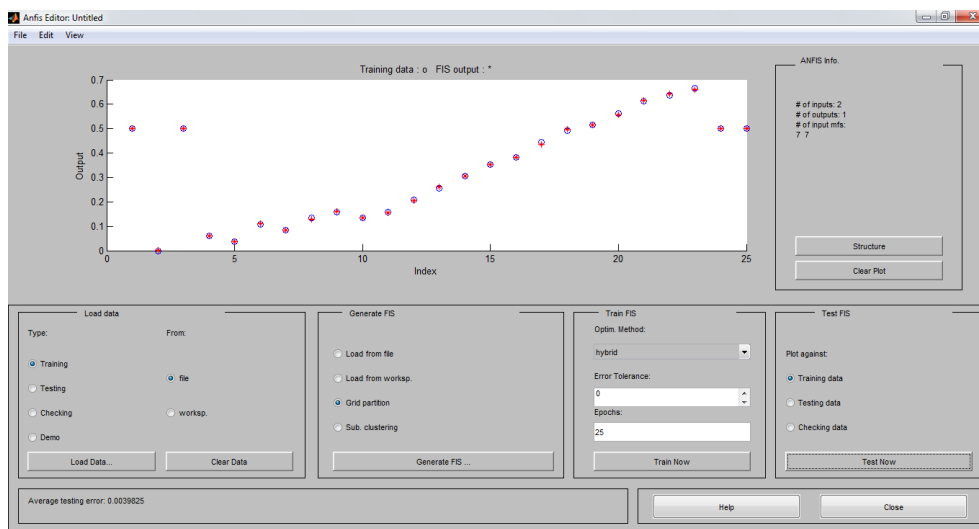 Anfis Editor: Untitled
File Edit View
Training data : o FIS output : *
0.7
0.6
0.5
0.4
0.3
0.2
0.1
0
Output
0 5 10 15 20 25
Index
ANFIS Info.
# of inputs: 2
# of outputs: 1
# of input mfs:
7 7
Structure
Clear Plot
Load data
Type: From:
Training
file
Testing
Checking
worksp.
Demo
Load Data... Clear Data
Generate FIS
Load from file
Load from worksp.
Grid partition
Sub. clustering
Generate FIS ...
Train FIS
Optim. Method:
hybrid
Error Tolerance:
0
Epochs:
25
Train Now
Test FIS
Plot against:
Training data
Testing data
Checking data
Test Now
Average testing error: 0.0039825
Help Close